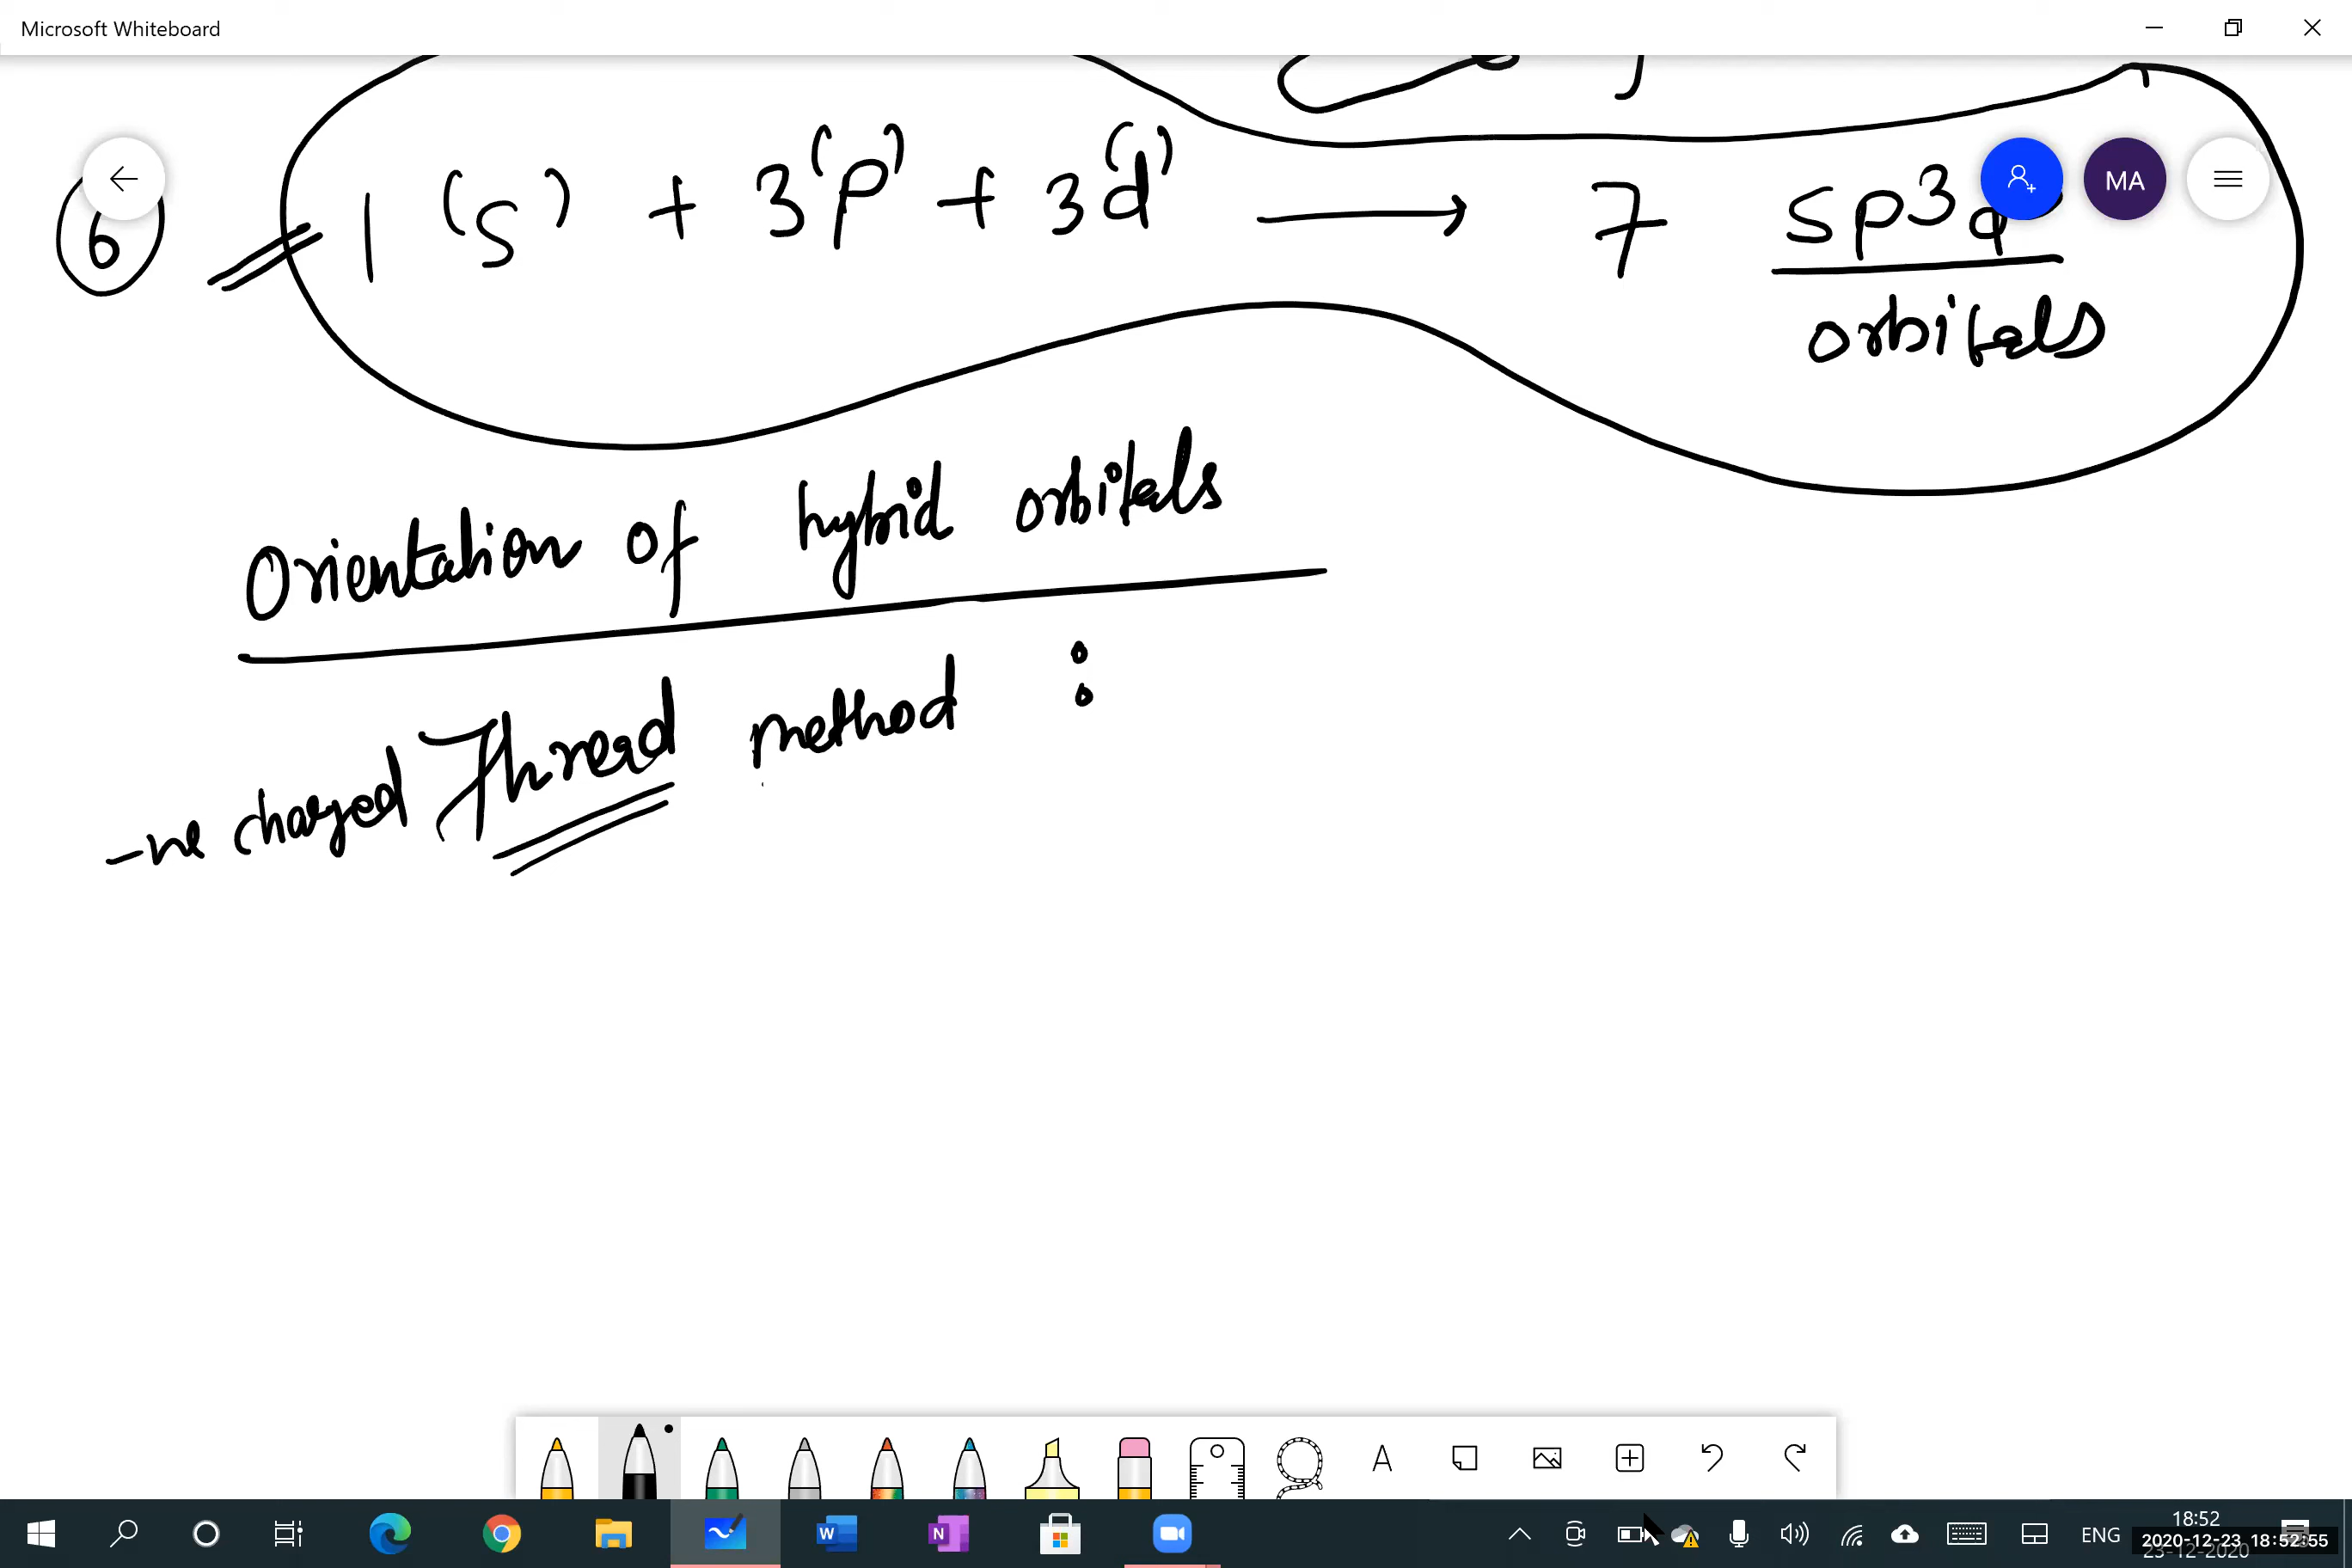 Microsoft Whiteboard
6 1 (s) + 3(p) + 3(d) → 7 sp³d
MA
orbitals
Orientation of hybrid orbitals
-ve charged Thread method :
A
W
N
ENG
18:52
2020-12-23 18:52:55
23-12-2020